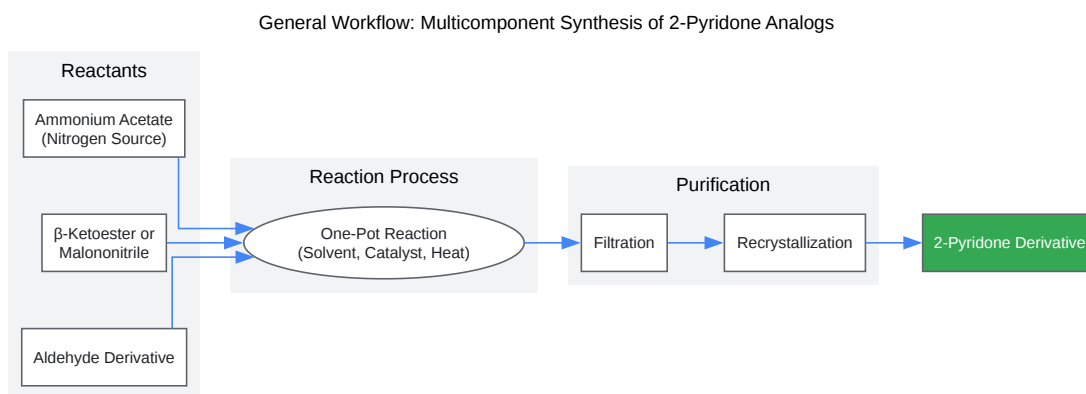 General Workflow: Multicomponent Synthesis of 2-Pyridone Analogs
Reactants
Ammonium Acetate
(Nitrogen Source)
β-Ketoester or
Malononitrile
Aldehyde Derivative
Reaction Process
One-Pot Reaction
(Solvent, Catalyst, Heat)
Purification
Filtration
Recrystallization
2-Pyridone Derivative